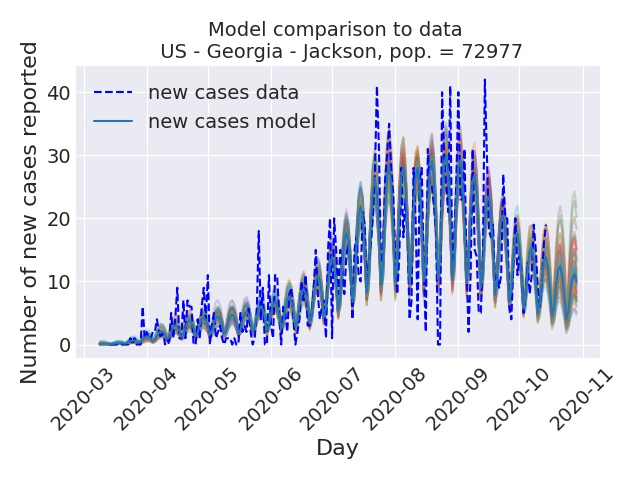 Model comparison to data
US - Georgia - Jackson, pop. = 72977
Number of new cases reported
40
30
20
10
0
new cases data
new cases model
2020-03
2020-04
2020-05
2020-06
2020-07
2020-08
2020-09
2020-10
2020-11
Day